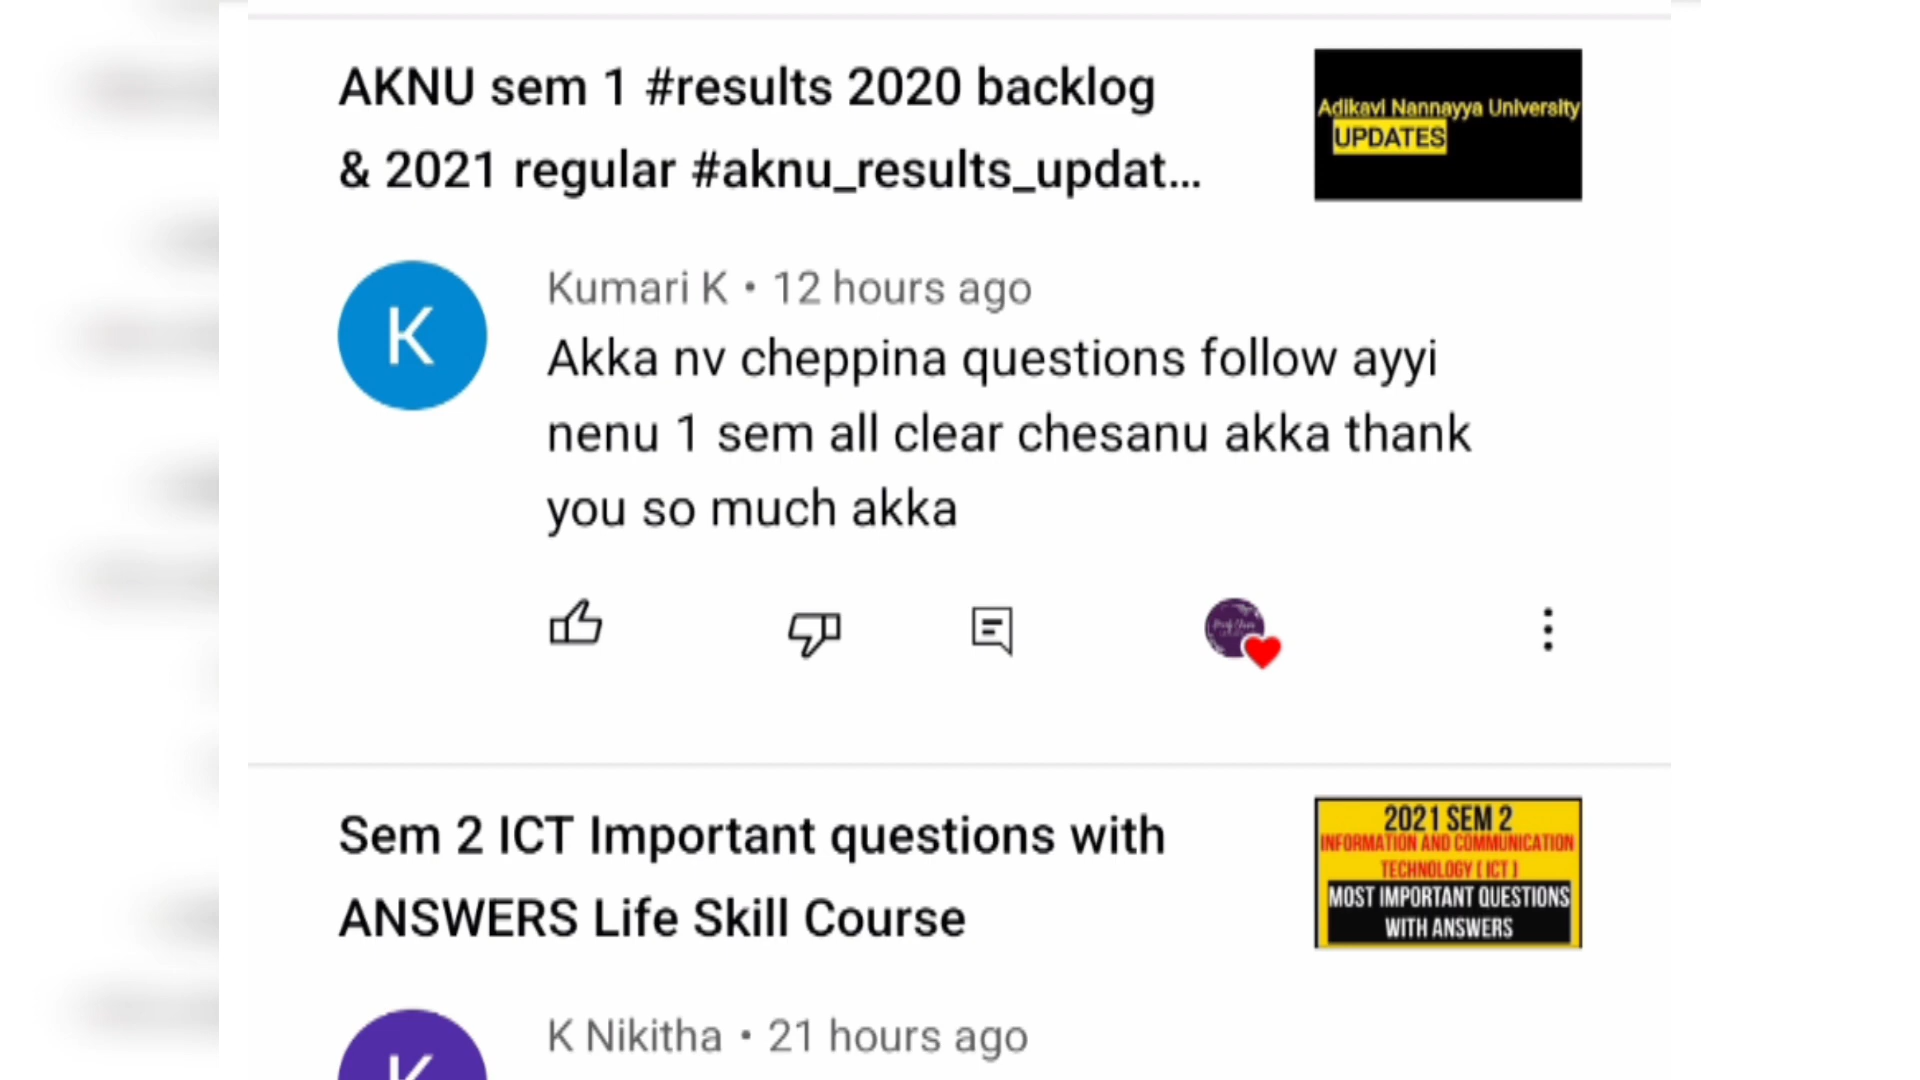 AKNU sem 1 #results 2020 backlog
& 2021 regular #aknu_results_updat...
Adikavi Nannayya University
UPDATES
K
Kumari K • 12 hours ago
Akka nv cheppina questions follow ayyi
nenu 1 sem all clear chesanu akka thank
you so much akka
Sem 2 ICT Important questions with
ANSWERS Life Skill Course
2021 SEM 2
INFORMATION AND COMMUNICATION
TECHNOLOGY ( ICT )
MOST IMPORTANT QUESTIONS
WITH ANSWERS
K
K Nikitha • 21 hours ago